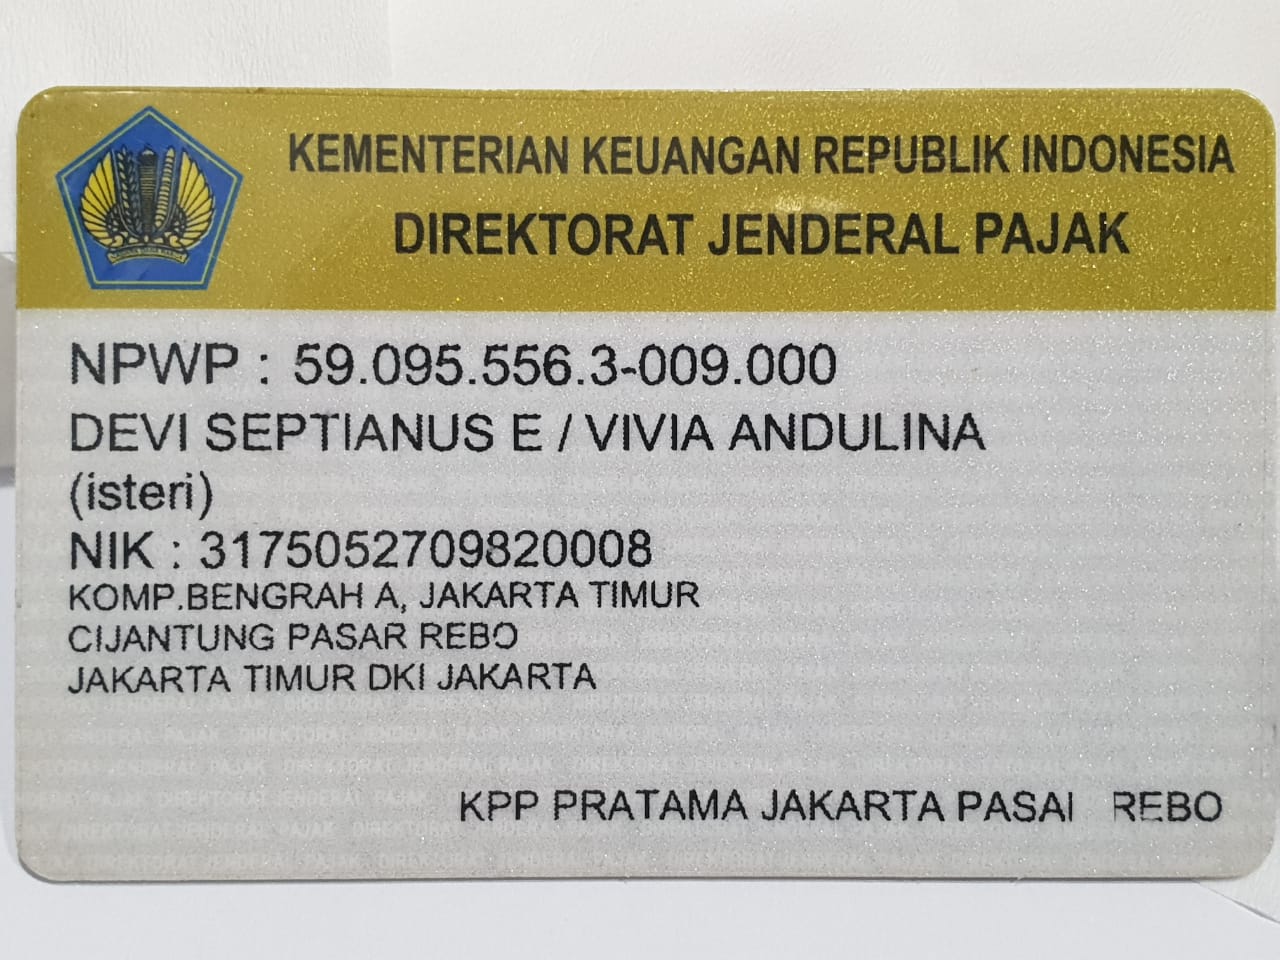 KEMENTERIAN KEUANGAN REPUBLIK INDONESIA
DIREKTORAT JENDERAL PAJAK
NPWP : 59.095.556.3-009.000
DEVI SEPTIANUS E / VIVIA ANDULINA
(isteri)
NIK : 3175052709820008
KOMP.BENGRAH A, JAKARTA TIMUR
CIJANTUNG PASAR REBO
JAKARTA TIMUR DKI JAKARTA
KPP PRATAMA JAKARTA PASAI REBO